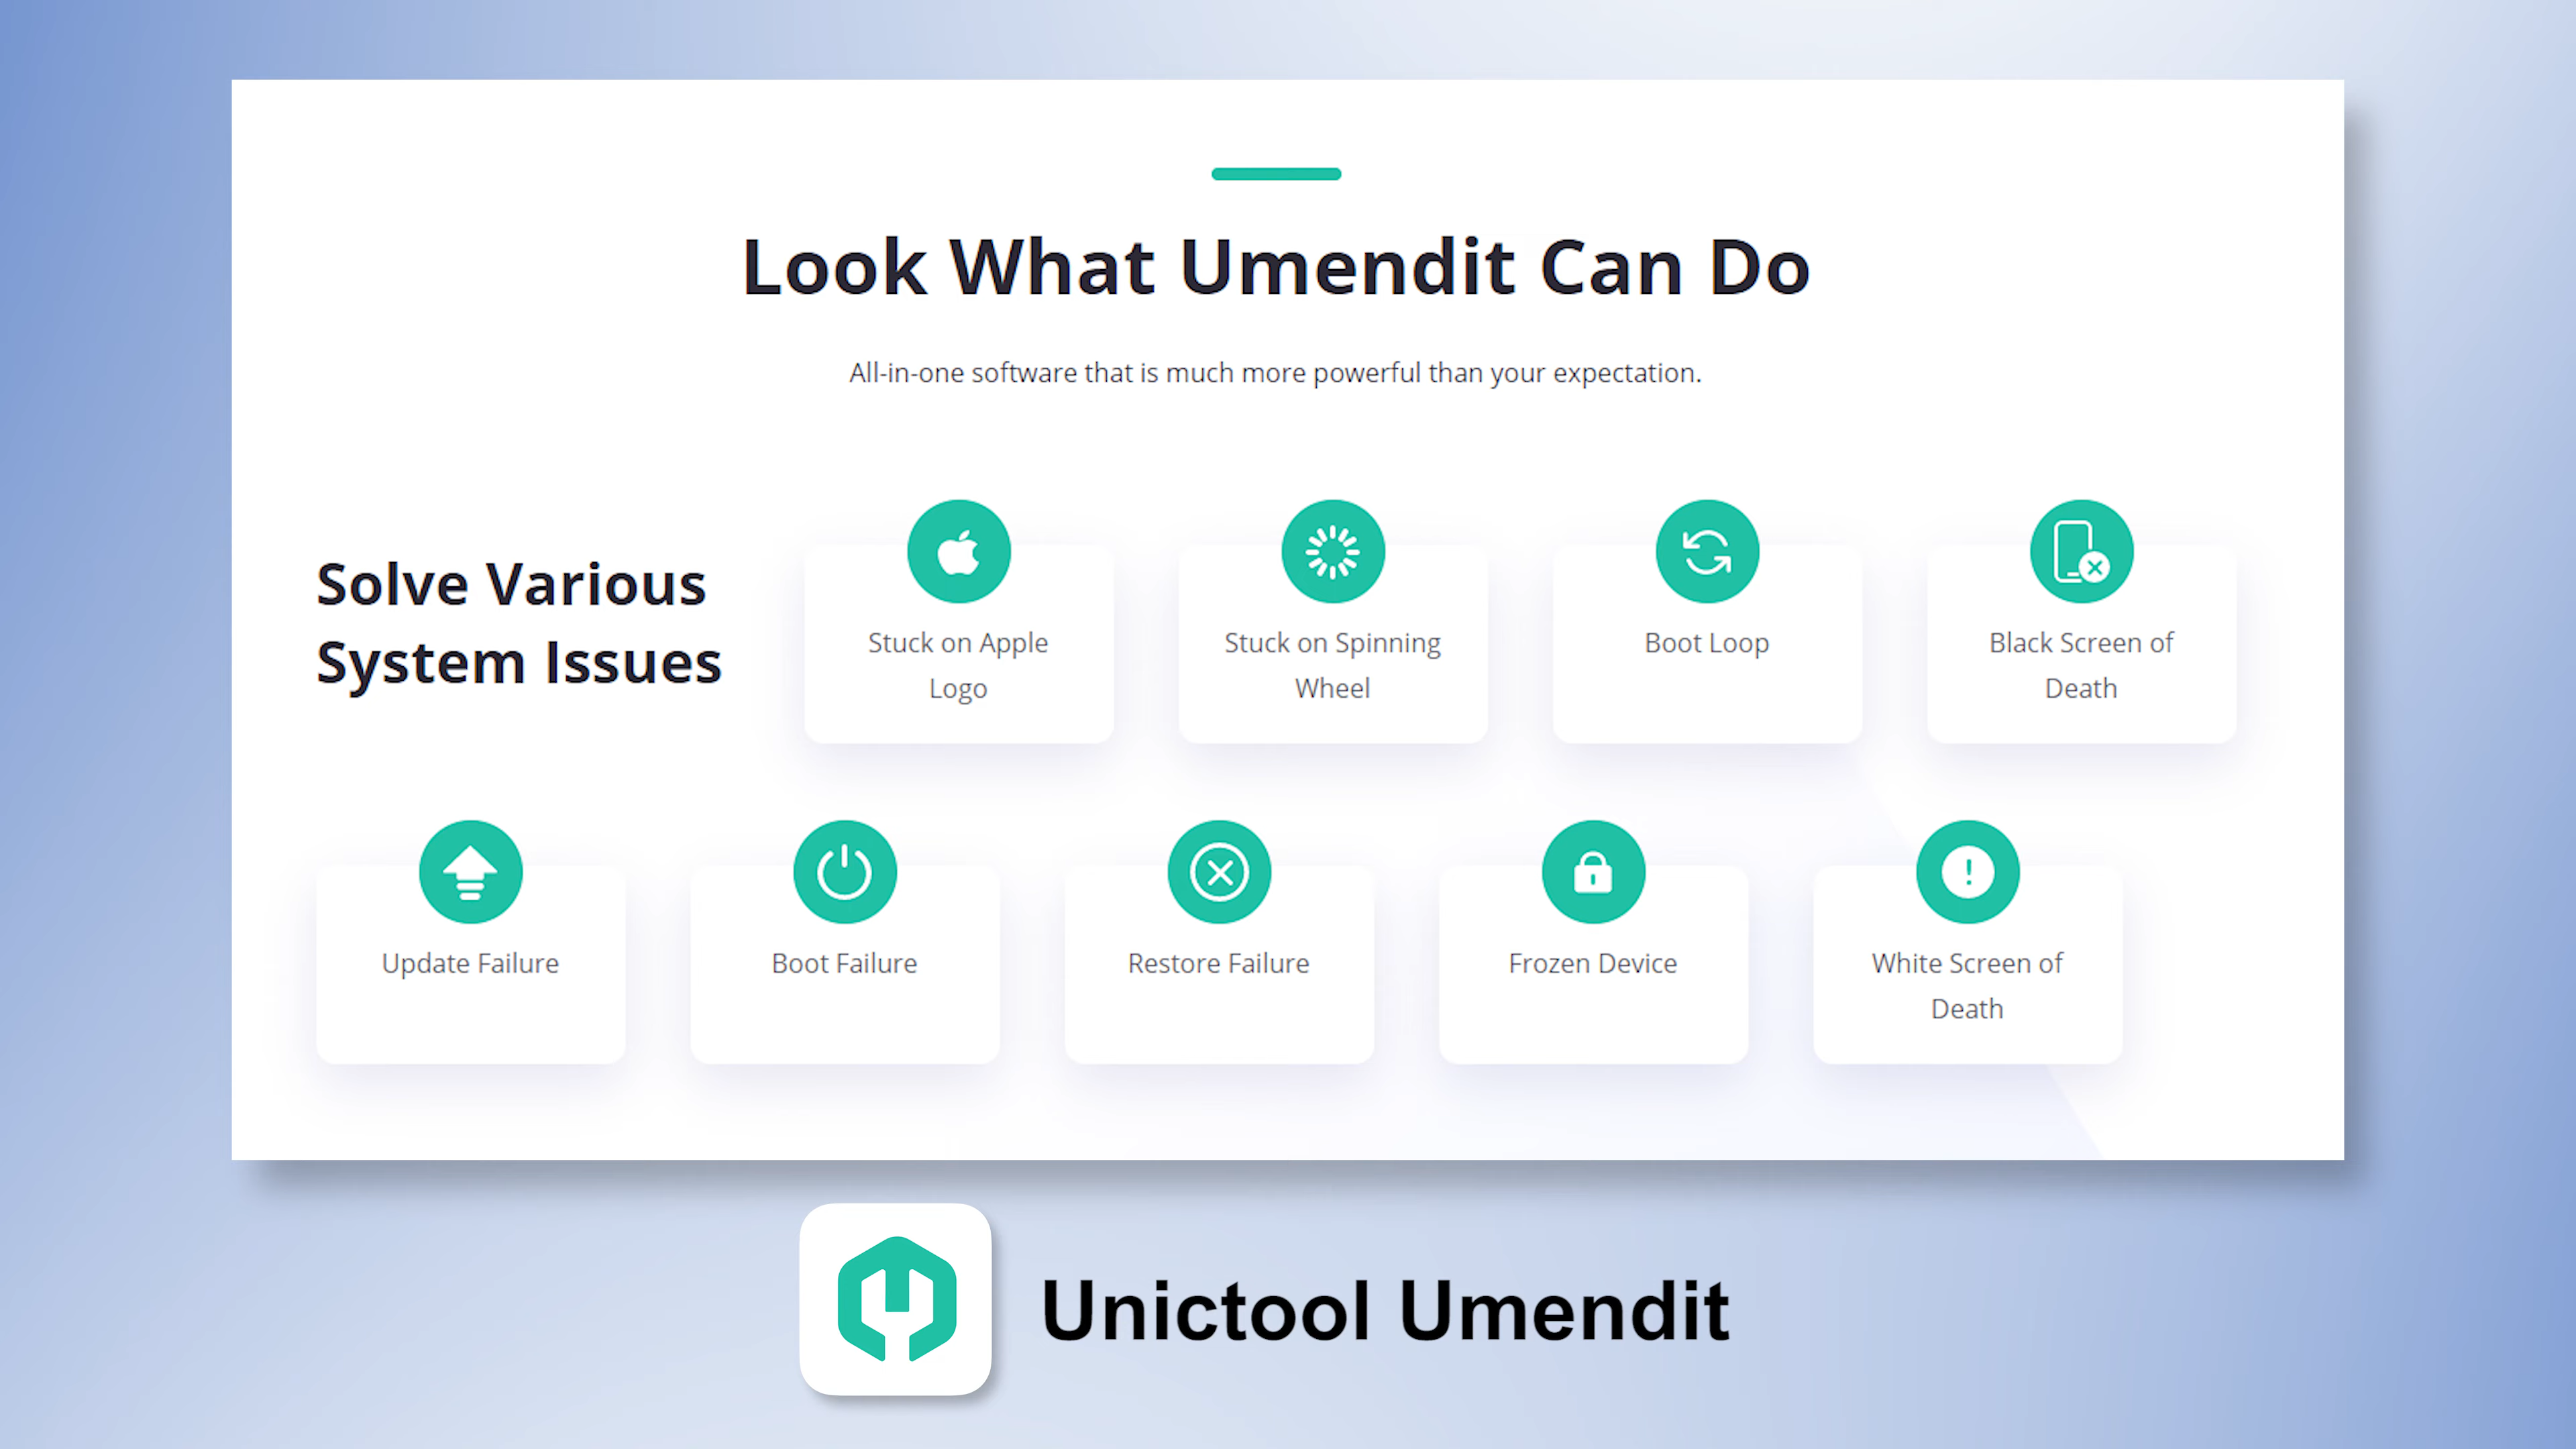 Look What Umendit Can Do
All-in-one software that is much more powerful than your expectation.
Solve Various
System Issues
Stuck on Apple
Logo
Stuck on Spinning
Wheel
Boot Loop
Black Screen of
Death
Update Failure
Boot Failure
Restore Failure
Frozen Device
White Screen of
Death
Unictool Umendit